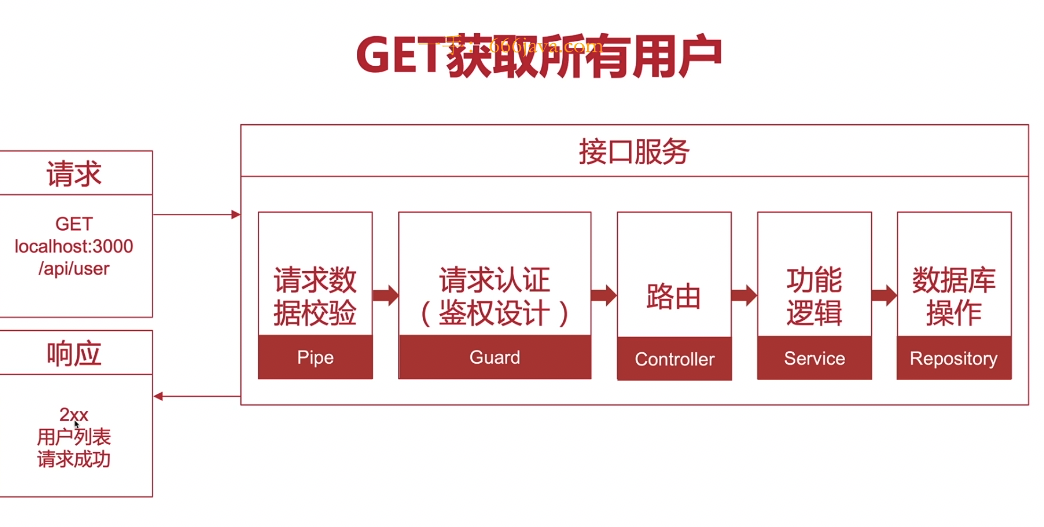 GET获取所有用户
666java.com
接口服务
请求
GET
localhost:3000
/api/user
请求数
据校验
Pipe
请求认证
（鉴权设计）
Guard
路由
Controller
功能
逻辑
Service
数据库
操作
Repository
响应
2xx
用户列表
请求成功